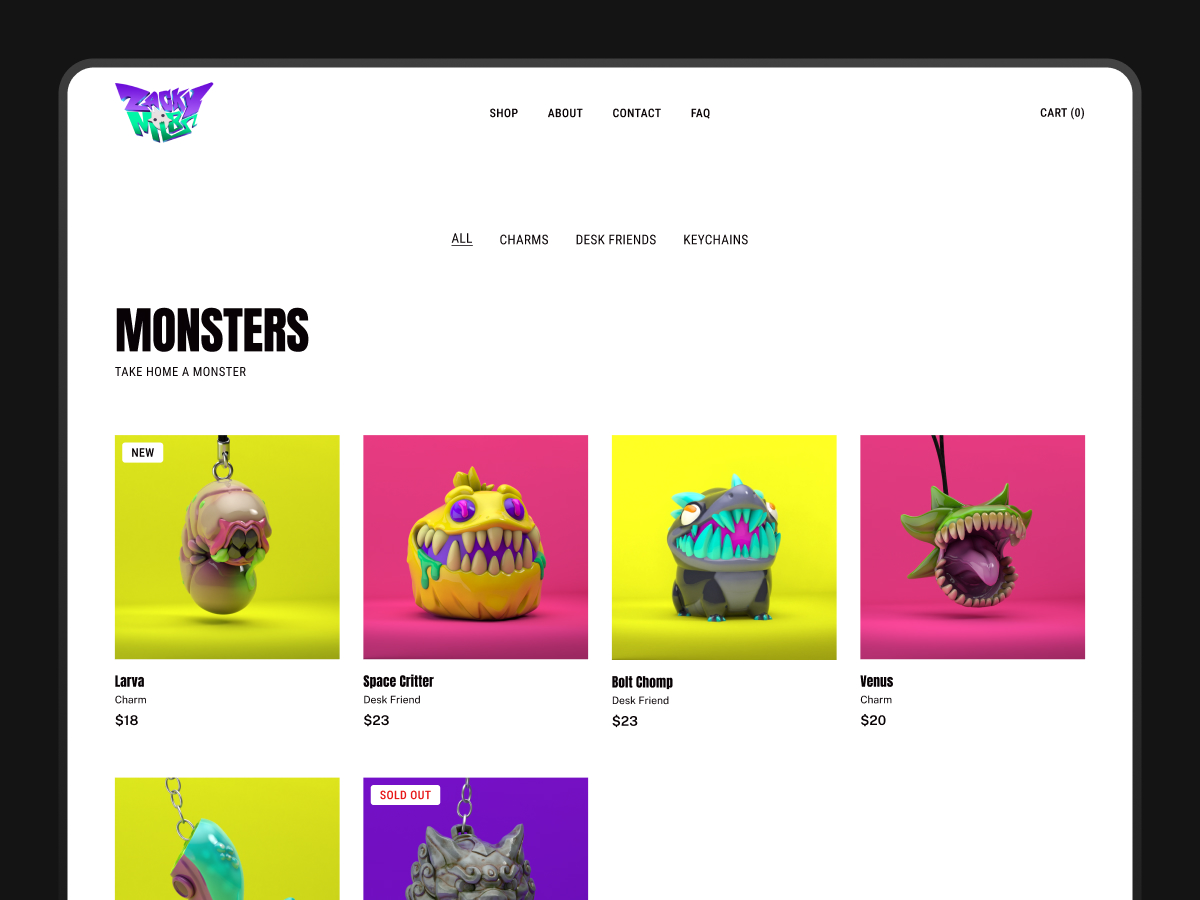 ZACKY
SHOP ABOUT CONTACT FAQ
CART (0)
ALL CHARMS DESK FRIENDS KEYCHAINS
MONSTERS
TAKE HOME A MONSTER
NEW
Larva
Charm
$18
Space Critter
Desk Friend
$23
Bolt Chomp
Desk Friend
$23
Venus
Charm
$20
SOLD OUT